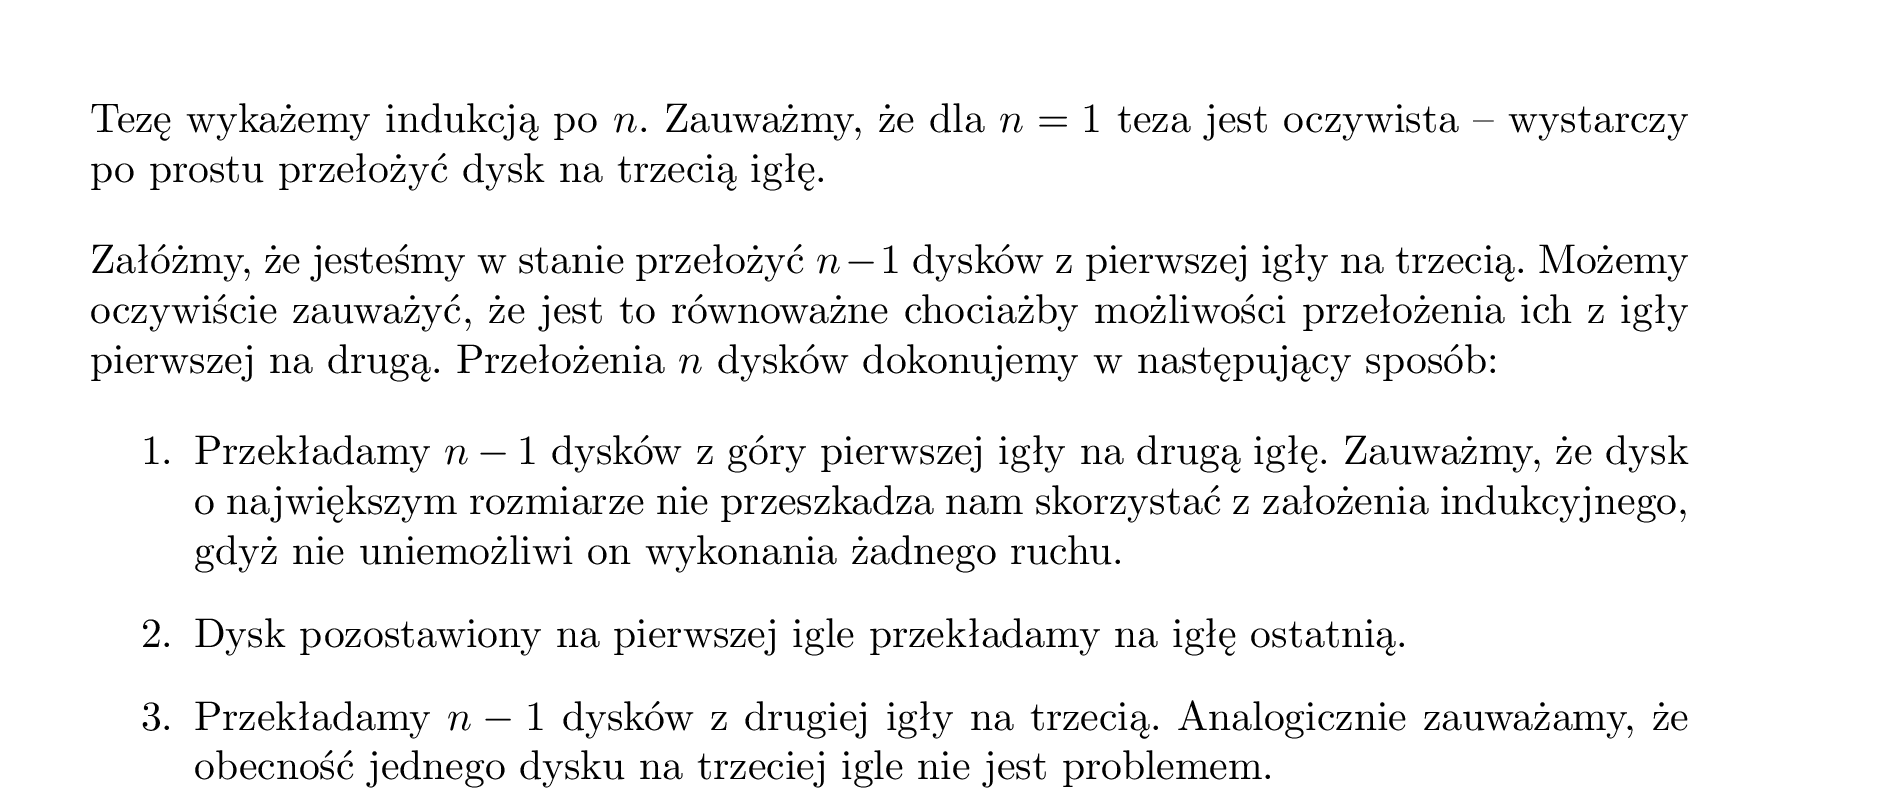 Tezę wykażemy indukcją po n. Zauważmy, że dla n = 1 teza jest oczywista – wystarczy
po prostu przełożyć dysk na trzecią igłę.
Załóżmy, że jesteśmy w stanie przełożyć n − 1 dysków z pierwszej igły na trzecią. Możemy
oczywiście zauważyć, że jest to równoważne chociażby możliwości przełożenia ich z igły
pierwszej na drugą. Przełożenia n dysków dokonujemy w następujący sposób:
1. Przekładamy n − 1 dysków z góry pierwszej igły na drugą igłę. Zauważmy, że dysk
o największym rozmiarze nie przeszkadza nam skorzystać z założenia indukcyjnego,
gdyż nie uniemożliwi on wykonania żadnego ruchu.
2. Dysk pozostawiony na pierwszej igle przekładamy na igłę ostatnią.
3. Przekładamy n − 1 dysków z drugiej igły na trzecią. Analogicznie zauważamy, że
obecność jednego dysku na trzeciej igle nie jest problemem.